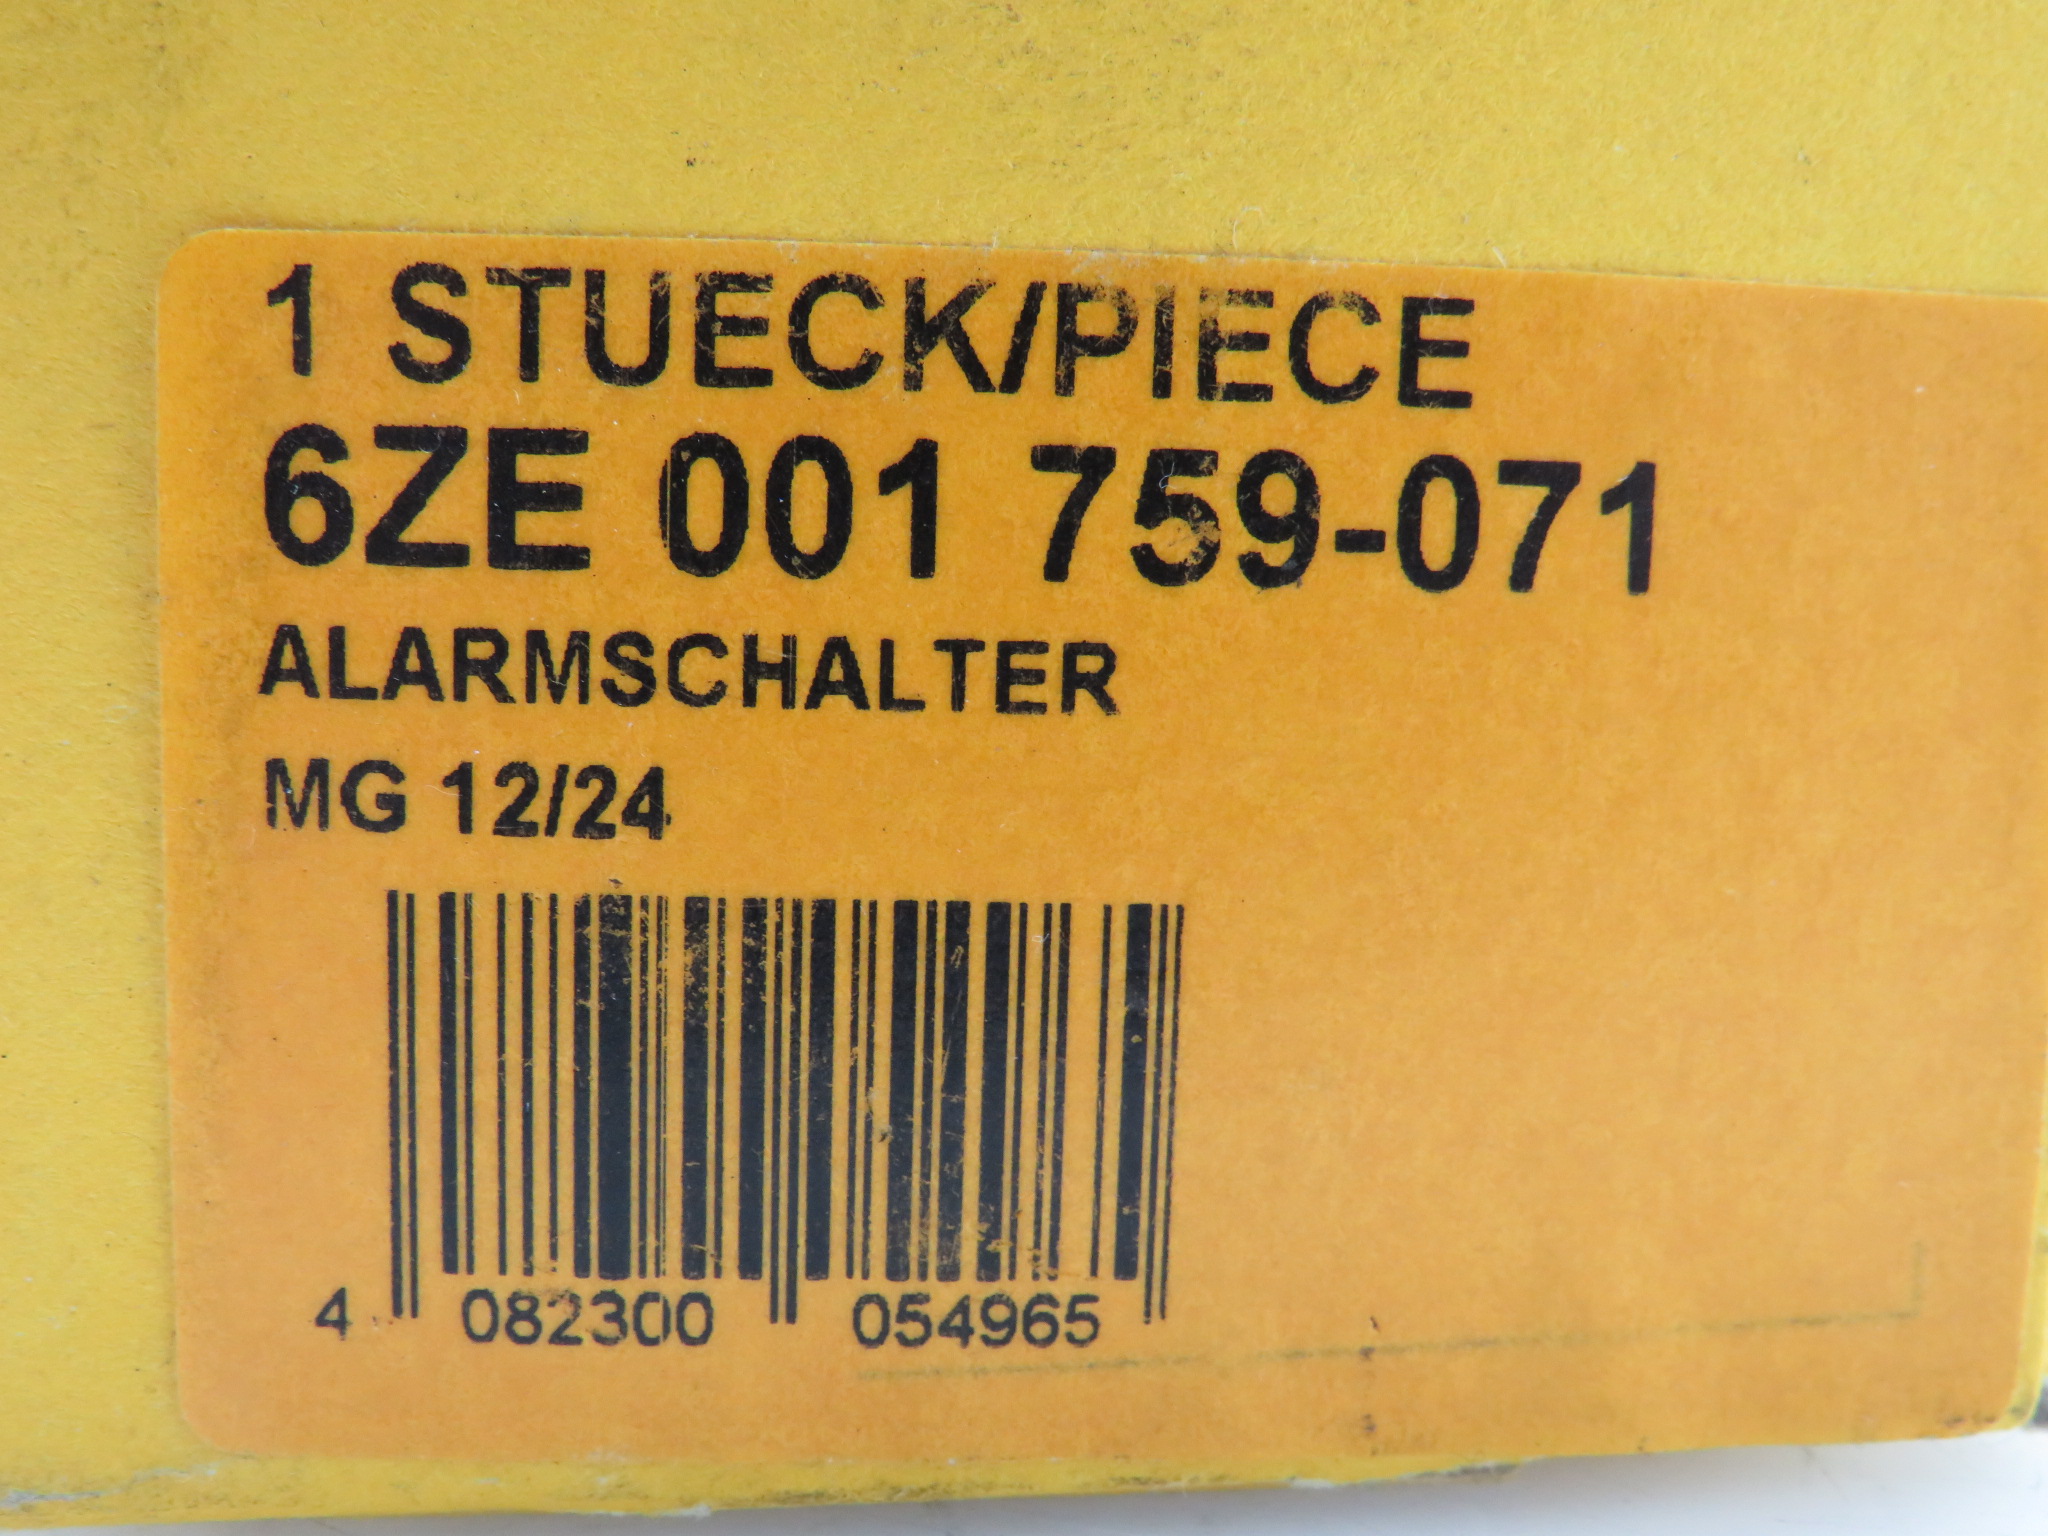 1 STUECK/PIECE
6ZE 001 759-071
ALARMSCHALTER
MG 12/24
4 082300 054965